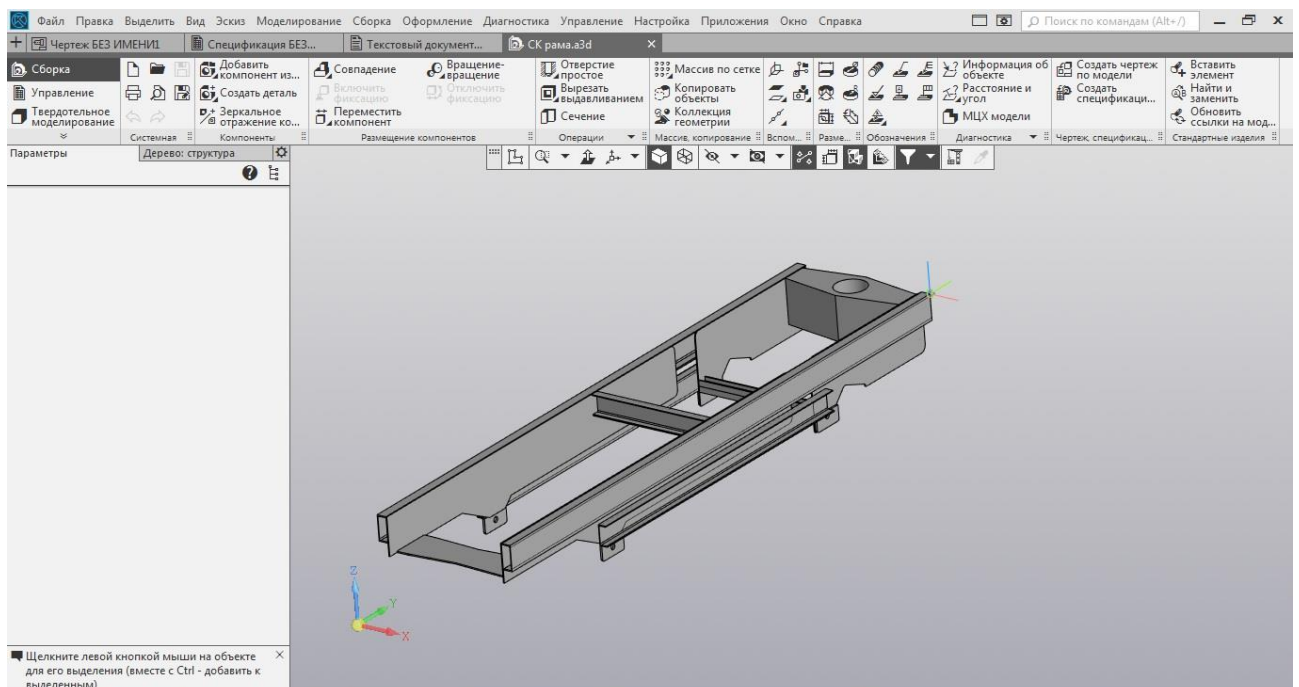 Файл Правка Выделить Вид Эскиз Моделирование Сборка Оформление Диагностика Управление Настройка Приложения Окно Справка
Поиск по командам (Alt+/)
Чертеж БЕЗ ИМЕНИ1
Спецификация БЕЗ...
Текстовый документ...
СК рама.a3d
Сборка
Управление
Твердотельное
моделирование
Системная
Добавить
компонент из...
Создать деталь
Зеркальное
отражение ко...
Компоненты
Совпадение
Включить
фиксацию
Переместить
компонент
Вращение-
вращение
Отключить
фиксацию
Размещение компонентов
Отверстие
простое
Вырезать
выдавливанием
Сечение
Операции
Массив по сетке
Копировать
объекты
Коллекция
геометрии
Массив, копирование
Вспом...
Разме...
Обозначения
Информация об
объекте
Расстояние и
угол
МЦХ модели
Диагностика
Создать чертеж
по модели
Создать
спецификаци...
Чертеж, спецификац...
Вставить
элемент
Найти и
заменить
Обновить
ссылки на мод...
Стандартные изделия
Параметры
Дерево: структура
Z
Y
X
Щелкните левой кнопкой мыши на объекте
для его выделения (вместе с Ctrl - добавить к
выделенным)